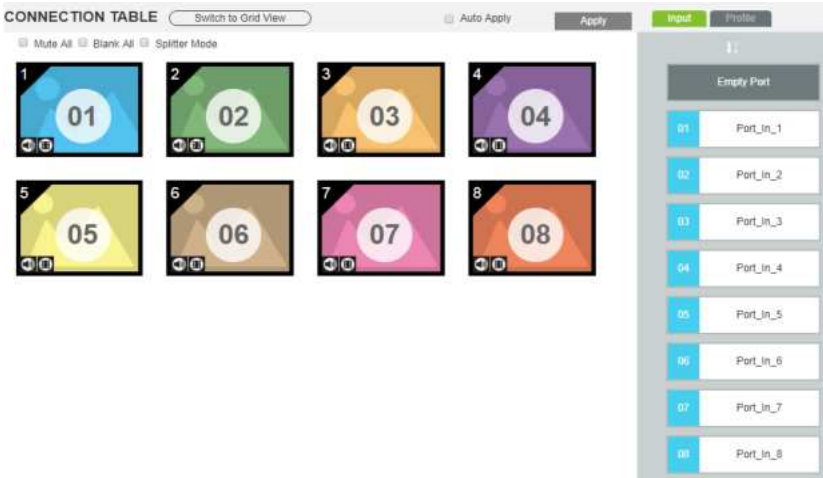 CONNECTION TABLE Switch to Grid View Auto Apply Apply Input Profile
Mute All Blank All Splitter Mode
1 01 2 02 3 03 4 04
5 05 6 06 7 07 8 08
Empty Port
01 Port_In_1
02 Port_In_2
03 Port_In_3
04 Port_In_4
05 Port_In_5
06 Port_In_6
07 Port_In_7
08 Port_In_8